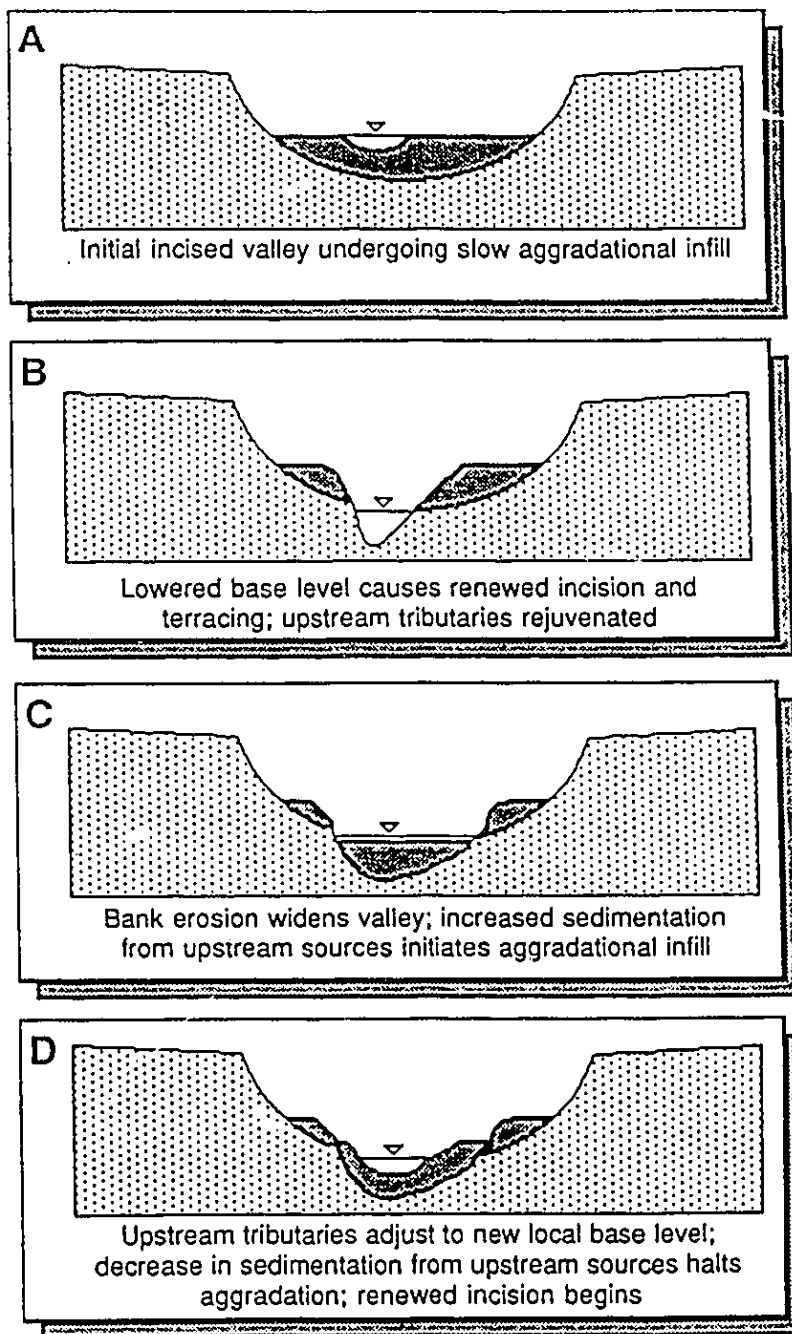 A
Initial incised valley undergoing slow aggradational infill
B
Lowered base level causes renewed incision and
terracing; upstream tributaries rejuvenated
C
Bank erosion widens valley; increased sedimentation
from upstream sources initiates aggradational infill
D
Upstream tributaries adjust to new local base level;
decrease in sedimentation from upstream sources halts
aggradation; renewed incision begins